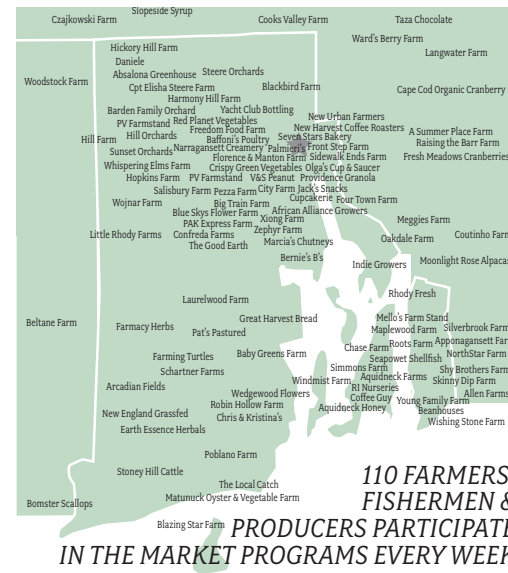 Slopeside Syrup
Czajkowski Farm
Cooks Valley Farm
Taza Chocolate
Ward's Berry Farm
Hickory Hill Farm
Langwater Farm
Daniele
Absalona Greenhouse
Steere Orchards
Woodstock Farm
Cpt Elisha Steere Farm
Blackbird Farm
Cape Cod Organic Cranberry
Harmony Hill Farm
Barden Family Orchard
Yacht Club Bottling
New Urban Farmers
PV Farmstand
Red Planet Vegetables
Freedom Food Farm
New Harvest Coffee Roasters
A Summer Place Farm
Hill Farm
Hill Orchards
Baffoni's Poultry
Seven Stars Bakery
Raising the Barr Farm
Sunset Orchards
Narragansett Creamery
Palmieri's
Front Step Farm
Florence & Manton Farm
Sidewalk Ends Farm
Fresh Meadows Cranberries
Whispering Elms Farm
Crispy Green Vegetables
Olga's Cup & Saucer
Hopkins Farm
PV Farmstand
V&S Peanut
Providence Granola
Salisbury Farm
Pezza Farm
City Farm
Jack's Snacks
Wojnar Farm
Big Train Farm
Cupcakerie
Four Town Farm
Blue Skys Flower Farm
African Alliance Growers
PAK Express Farm
Xiong Farm
Meggies Farm
Little Rhody Farms
Confreda Farms
Zephyr Farm
Coutinho Farm
The Good Earth
Marcia's Chutneys
Oakdale Farm
Bernie's B's
Indie Growers
Moonlight Rose Alpacas
Rhody Fresh
Laurelwood Farm
Beltane Farm
Farmacy Herbs
Great Harvest Bread
Mello's Farm Stand
Pat's Pastured
Maplewood Farm
Silverbrook Farm
Chase Farm
Roots Farm
Apponagansett Farm
Farming Turtles
Baby Greens Farm
Seapowet Shellfish
NorthStar Farm
Schartner Farms
Simmons Farm
Shy Brothers Farm
Arcadian Fields
Windmist Farm
Aquidneck Farms
Skinny Dip Farm
RI Nurseries
Wedgewood Flowers
Coffee Guy
Allen Farms
Robin Hollow Farm
Aquidneck Honey
Young Family Farm
New England Grassfed
Chris & Kristina's
Beanhouses
Earth Essence Herbals
Wishing Stone Farm
Poblano Farm
Stoney Hill Cattle
The Local Catch
Bomster Scallops
Matunuck Oyster & Vegetable Farm
Blazing Star Farm
110 FARMERS
FISHERMEN &
PRODUCERS PARTICIPATE
IN THE MARKET PROGRAMS EVERY WEEK